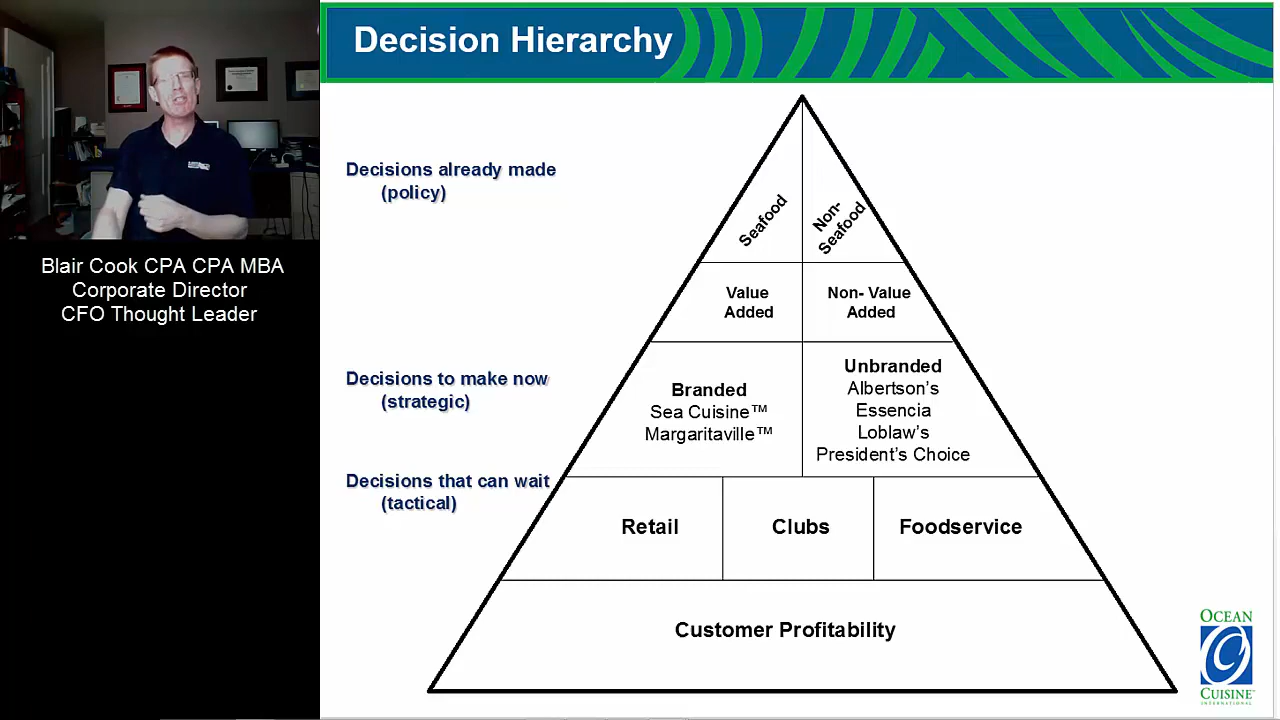 Decision Hierarchy
Blair Cook CPA CPA MBA
Corporate Director
CFO Thought Leader
Decisions already made
(policy)
Decisions to make now
(strategic)
Decisions that can wait
(tactical)
Seafood
Non-
Seafood
Value
Added
Non- Value
Added
Branded
Sea Cuisine™
Margaritaville™
Unbranded
Albertson's
Essencia
Loblaw's
President's Choice
Retail
Clubs
Foodservice
Customer Profitability
OCEAN
CUISINE
INTERNATIONAL